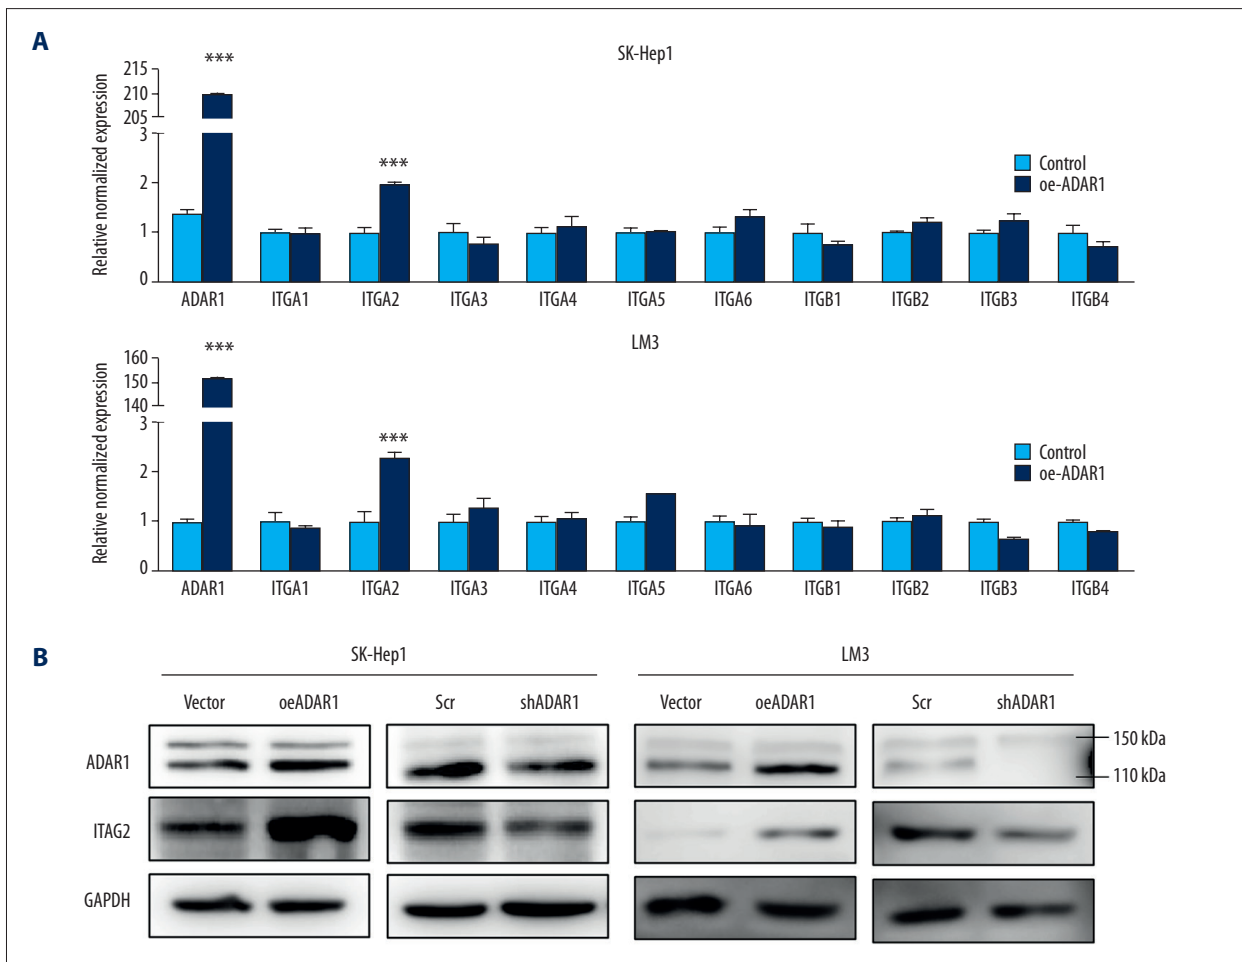 A
SK-Hep1
***
***
Relative normalized expression
215
210
205
3
2
1
0
Control
oe-ADAR1
ADAR1 ITGA1 ITGA2 ITGA3 ITGA4 ITGA5 ITGA6 ITGB1 ITGB2 ITGB3 ITGB4
LM3
***
***
Relative normalized expression
160
150
140
3
2
1
0
Control
oe-ADAR1
ADAR1 ITGA1 ITGA2 ITGA3 ITGA4 ITGA5 ITGA6 ITGB1 ITGB2 ITGB3 ITGB4
B
SK-Hep1 LM3
Vector oeADAR1 Scr shADAR1 Vector oeADAR1 Scr shADAR1
ADAR1
150 kDa
110 kDa
ITAG2
GAPDH